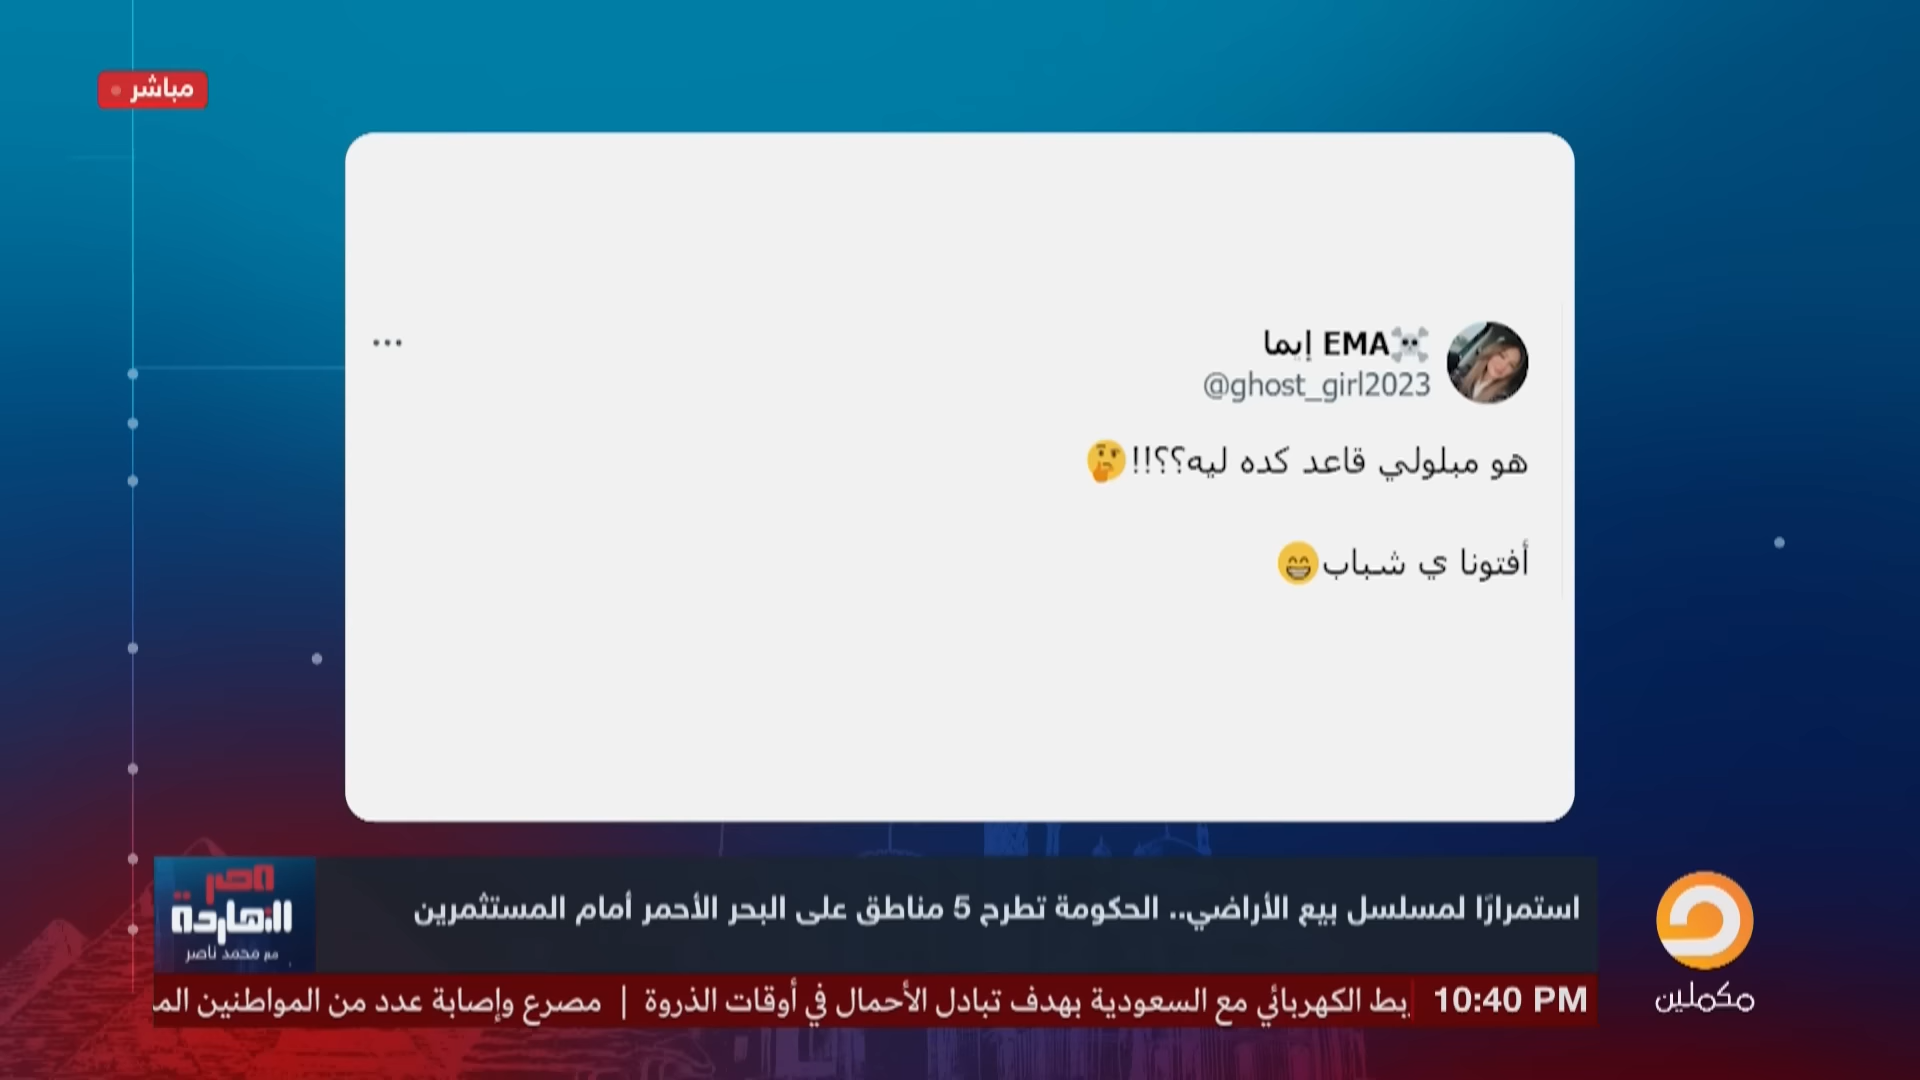 مباشر
☠️EMA إيما
@ghost_girl2023
هو مبلولي قاعد كده ليه؟؟!!🤔
أفتونا ي شباب😁
استمرارًا لمسلسل بيع الأراضي.. الحكومة تطرح 5 مناطق على البحر الأحمر أمام المستثمرين
مصر
النهاردة
مع محمد ناصر
10:40 PM
الكهربائي مع السعودية بهدف تبادل الأحمال في أوقات الذروة | مصرع وإصابة عدد من المواطنين
مكملين